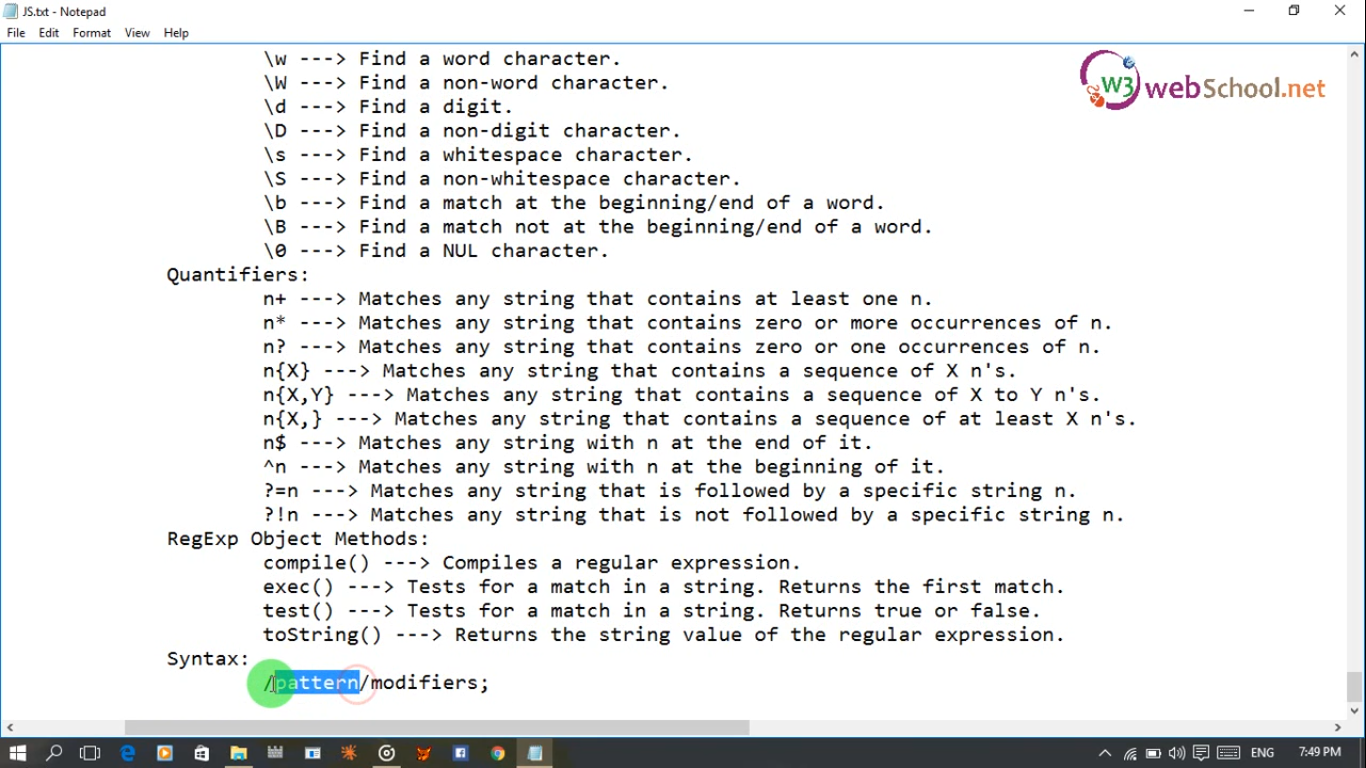 JS.txt - Notepad
File Edit Format View Help
W3 webSchool.net
\w ---> Find a word character.
\W ---> Find a non-word character.
\d ---> Find a digit.
\D ---> Find a non-digit character.
\s ---> Find a whitespace character.
\S ---> Find a non-whitespace character.
\b ---> Find a match at the beginning/end of a word.
\B ---> Find a match not at the beginning/end of a word.
\0 ---> Find a NUL character.
Quantifiers:
n+ ---> Matches any string that contains at least one n.
n* ---> Matches any string that contains zero or more occurrences of n.
n? ---> Matches any string that contains zero or one occurrences of n.
n{X} ---> Matches any string that contains a sequence of X n's.
n{X,Y} ---> Matches any string that contains a sequence of X to Y n's.
n{X,} ---> Matches any string that contains a sequence of at least X n's.
n$ ---> Matches any string with n at the end of it.
^n ---> Matches any string with n at the beginning of it.
?=n ---> Matches any string that is followed by a specific string n.
?!n ---> Matches any string that is not followed by a specific string n.
RegExp Object Methods:
compile() ---> Compiles a regular expression.
exec() ---> Tests for a match in a string. Returns the first match.
test() ---> Tests for a match in a string. Returns true or false.
toString() ---> Returns the string value of the regular expression.
Syntax:
/pattern/modifiers;
ENG 7:49 PM